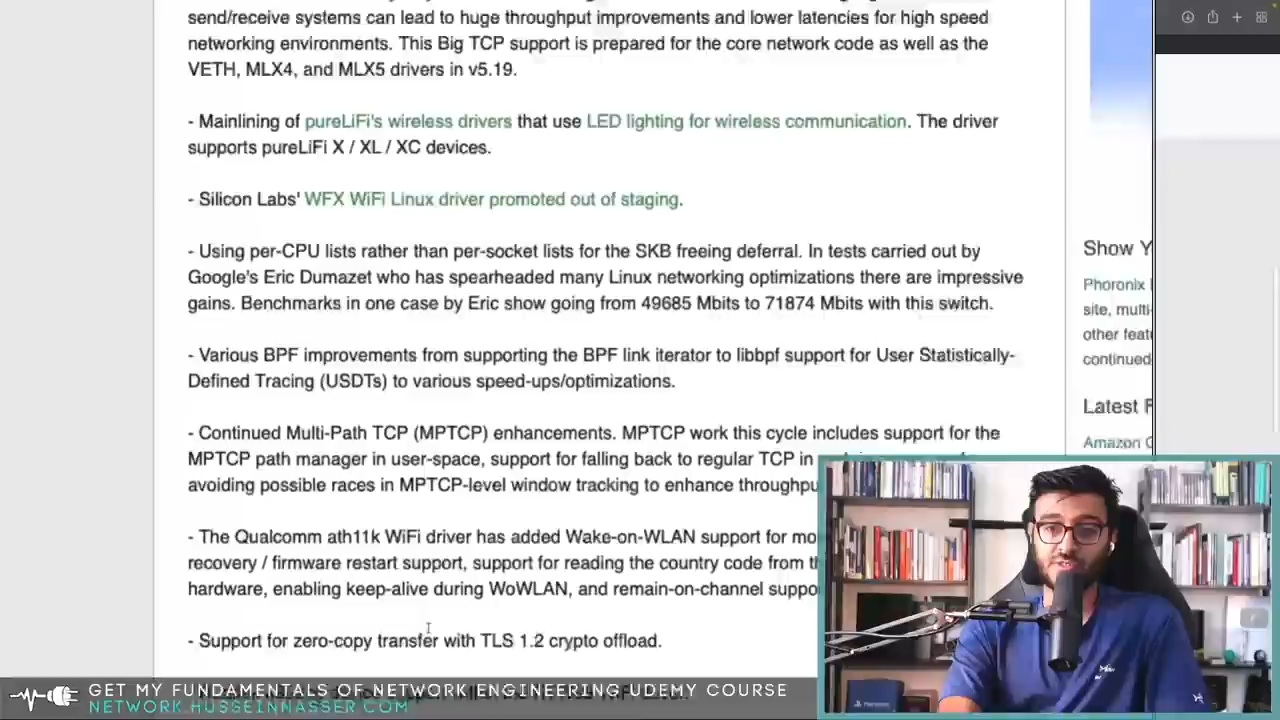 send/receive systems can lead to huge throughput improvements and lower latencies for high speed
networking environments. This Big TCP support is prepared for the core network code as well as the
VETH, MLX4, and MLX5 drivers in v5.19.
- Mainlining of pureLiFi's wireless drivers that use LED lighting for wireless communication. The driver
supports pureLiFi X / XL / XC devices.
- Silicon Labs' WFX WiFi Linux driver promoted out of staging.
- Using per-CPU lists rather than per-socket lists for the SKB freeing deferral. In tests carried out by
Google's Eric Dumazet who has spearheaded many Linux networking optimizations there are impressive
gains. Benchmarks in one case by Eric show going from 49685 Mbits to 71874 Mbits with this switch.
- Various BPF improvements from supporting the BPF link iterator to libbpf support for User Statistically-
Defined Tracing (USDTs) to various speed-ups/optimizations.
- Continued Multi-Path TCP (MPTCP) enhancements. MPTCP work this cycle includes support for the
MPTCP path manager in user-space, support for falling back to regular TCP in
avoiding possible races in MPTCP-level window tracking to enhance throughpu
- The Qualcomm ath11k WiFi driver has added Wake-on-WLAN support for mo
recovery / firmware restart support, support for reading the country code from th
hardware, enabling keep-alive during WoWLAN, and remain-on-channel suppo
- Support for zero-copy transfer with TLS 1.2 crypto offload.
Show Y
Phoronix
site, multi-
other feat
continued
Latest F
Amazon C
GET MY FUNDAMENTALS OF NETWORK ENGINEERING UDEMY COURSE
NETWORK.HUSSEINNASSER.COM